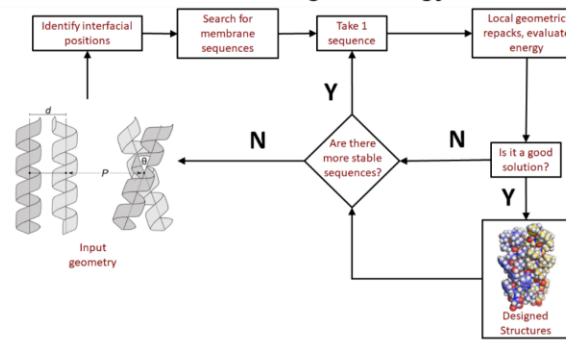 Identify interfacial
positions
Search for
membrane
sequences
Take 1
sequence
Local geometric
repacks, evaluate
energy
Y
N
Are there
more stable
sequences?
N
Is it a good
solution?
Y
d
P
θ
Input
geometry
Designed
Structures